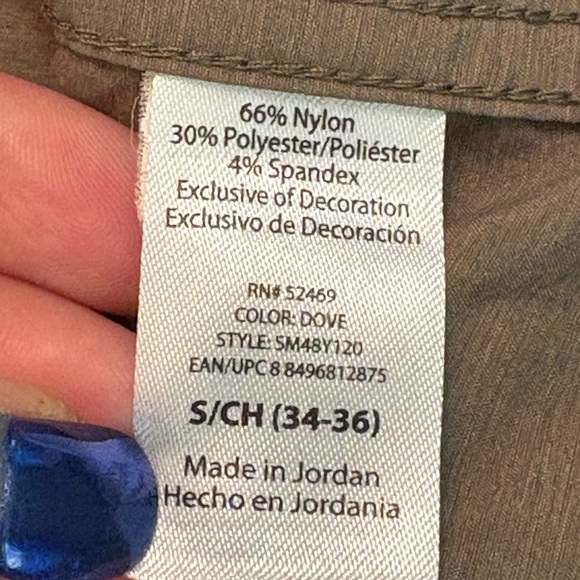 66% Nylon
30% Polyester/Poliéster
4% Spandex
Exclusive of Decoration
Exclusivo de Decoración
RN# 52469
COLOR: DOVE
STYLE: SM48Y120
EAN/UPC 8 8496812875
S/CH (34-36)
Made in Jordan
Hecho en Jordania